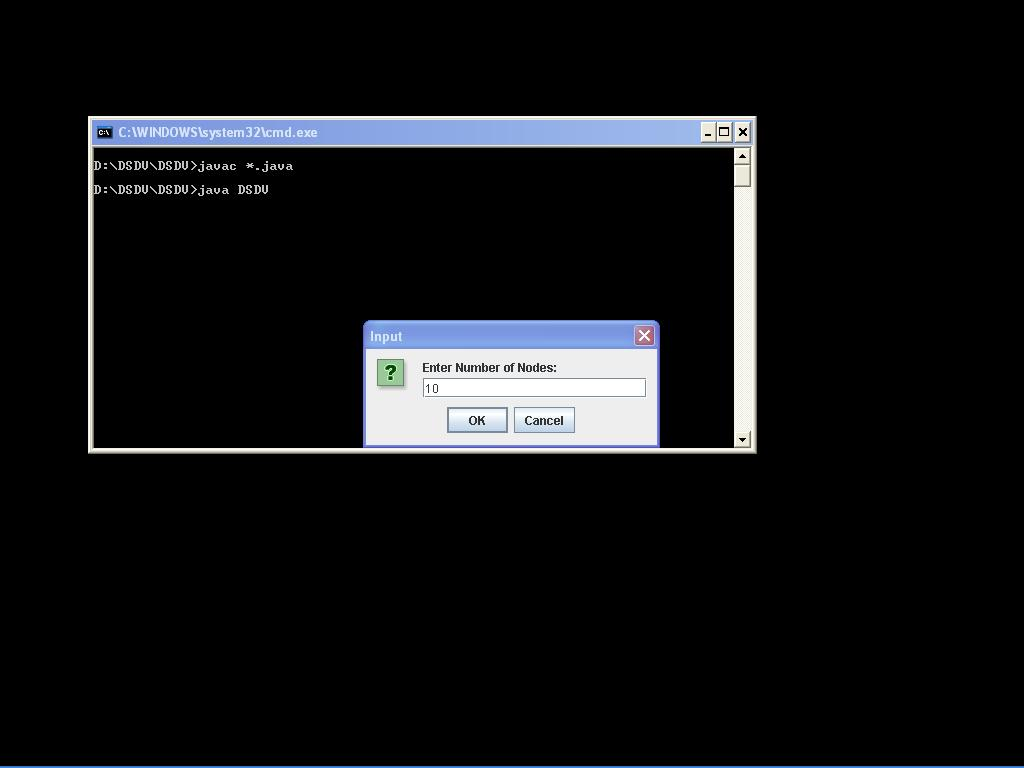 C:\WINDOWS\system32\cmd.exe
D:\DSDV\DSDV>javac *.java
D:\DSDV\DSDV>java DSDV
Input
Enter Number of Nodes:
10
OK Cancel